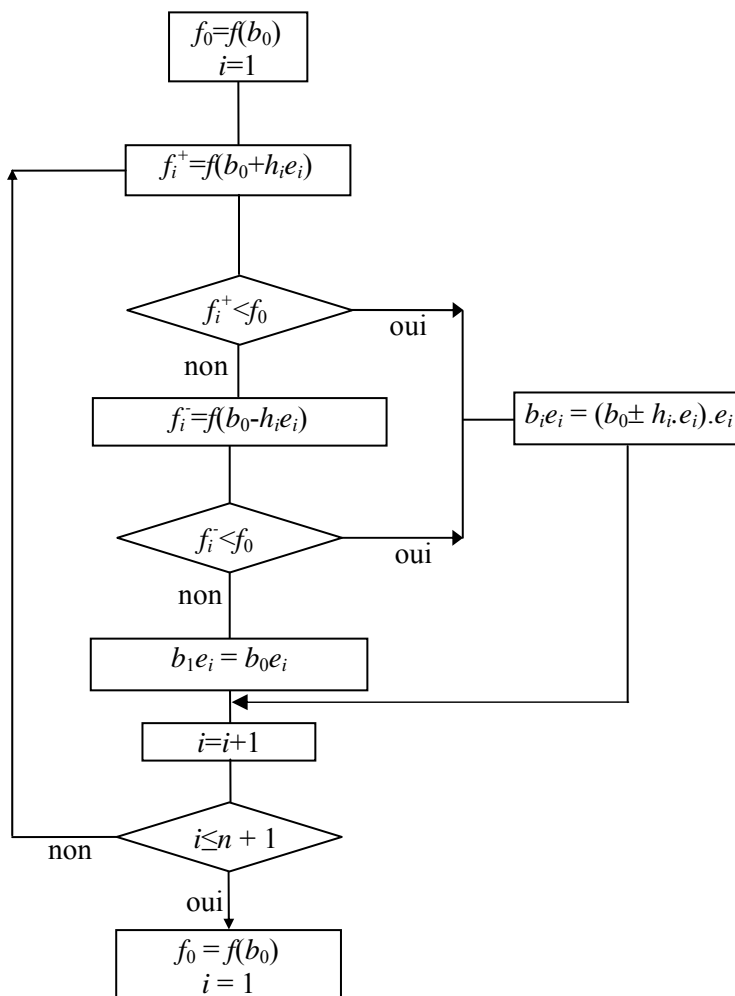 f₀=f(b₀)
i=1
fᵢ⁺=f(b₀+hᵢeᵢ)
fᵢ⁺<f₀
oui
non
fᵢ⁻=f(b₀-hᵢeᵢ)
bᵢeᵢ = (b₀± hᵢ.eᵢ).eᵢ
fᵢ⁻<f₀
oui
non
b₁eᵢ = b₀eᵢ
i=i+1
i≤n + 1
non
oui
f₀ = f(b₀)
i = 1